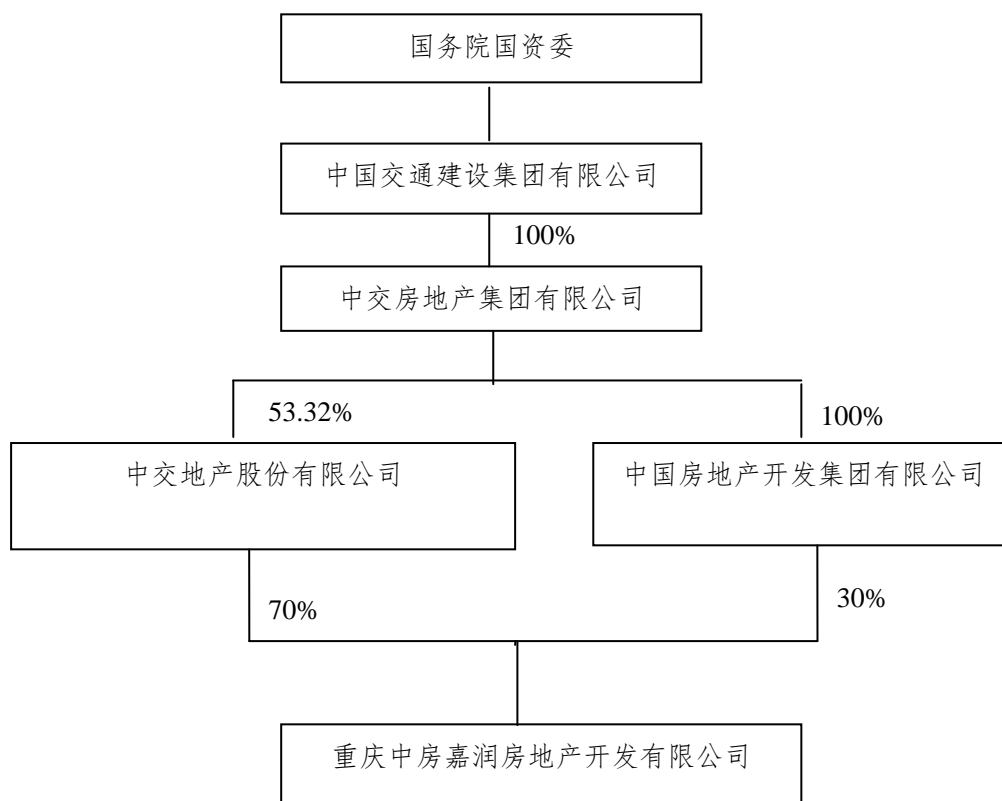 国务院国资委
中国交通建设集团有限公司
100%
中交房地产集团有限公司
53.32%
100%
中交地产股份有限公司
中国房地产开发集团有限公司
70%
30%
重庆中房嘉润房地产开发有限公司